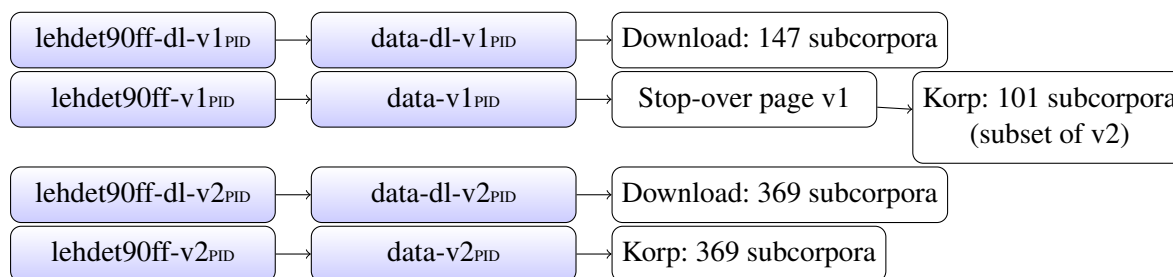 lehdet90ff-dl-v1PID data-dl-v1PID Download: 147 subcorpora
lehdet90ff-v1PID data-v1PID Stop-over page v1 Korp: 101 subcorpora
(subset of v2)
lehdet90ff-dl-v2PID data-dl-v2PID Download: 369 subcorpora
lehdet90ff-v2PID data-v2PID Korp: 369 subcorpora